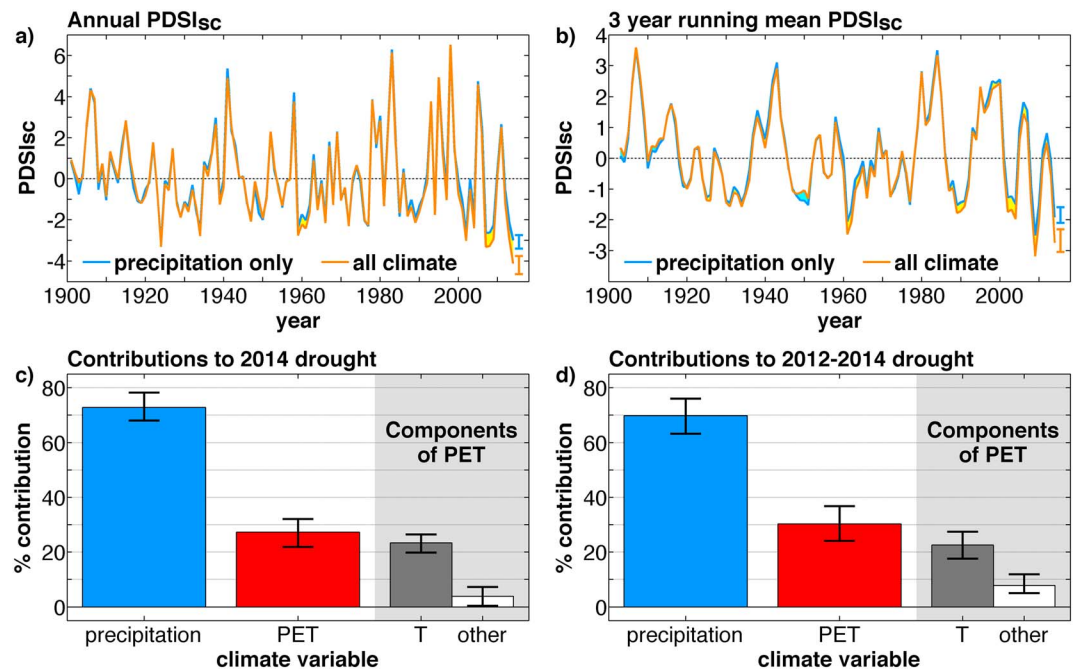 a) Annual PDSIsc
PDSIsc
6
4
2
0
-2
-4
precipitation only all climate
1900 1920 1940 1960 1980 2000
year
b) 3 year running mean PDSIsc
PDSIsc
4
3
2
1
0
-1
-2
-3
precipitation only all climate
1900 1920 1940 1960 1980 2000
year
c) Contributions to 2014 drought
% contribution
80
60
40
20
0
Components
of PET
precipitation PET T other
climate variable
d) Contributions to 2012-2014 drought
% contribution
80
60
40
20
0
Components
of PET
precipitation PET T other
climate variable